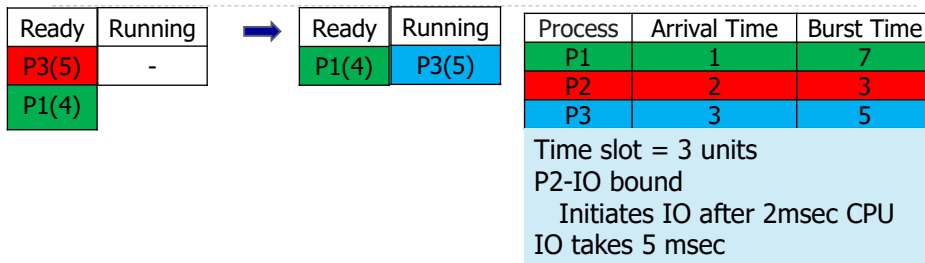 Ready Running
P3(5) -
P1(4)
Ready Running
P1(4) P3(5)
Process Arrival Time Burst Time
P1 1 7
P2 2 3
P3 3 5
Time slot = 3 units
P2-IO bound
Initiates IO after 2msec CPU
IO takes 5 msec